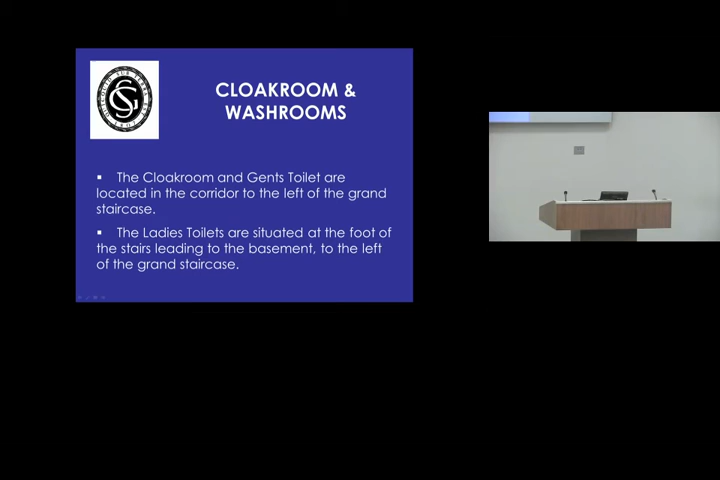 CLOAKROOM &
WASHROOMS
▪ The Cloakroom and Gents Toilet are
located in the corridor to the left of the grand
staircase.
▪ The Ladies Toilets are situated at the foot of
the stairs leading to the basement, to the left
of the grand staircase.